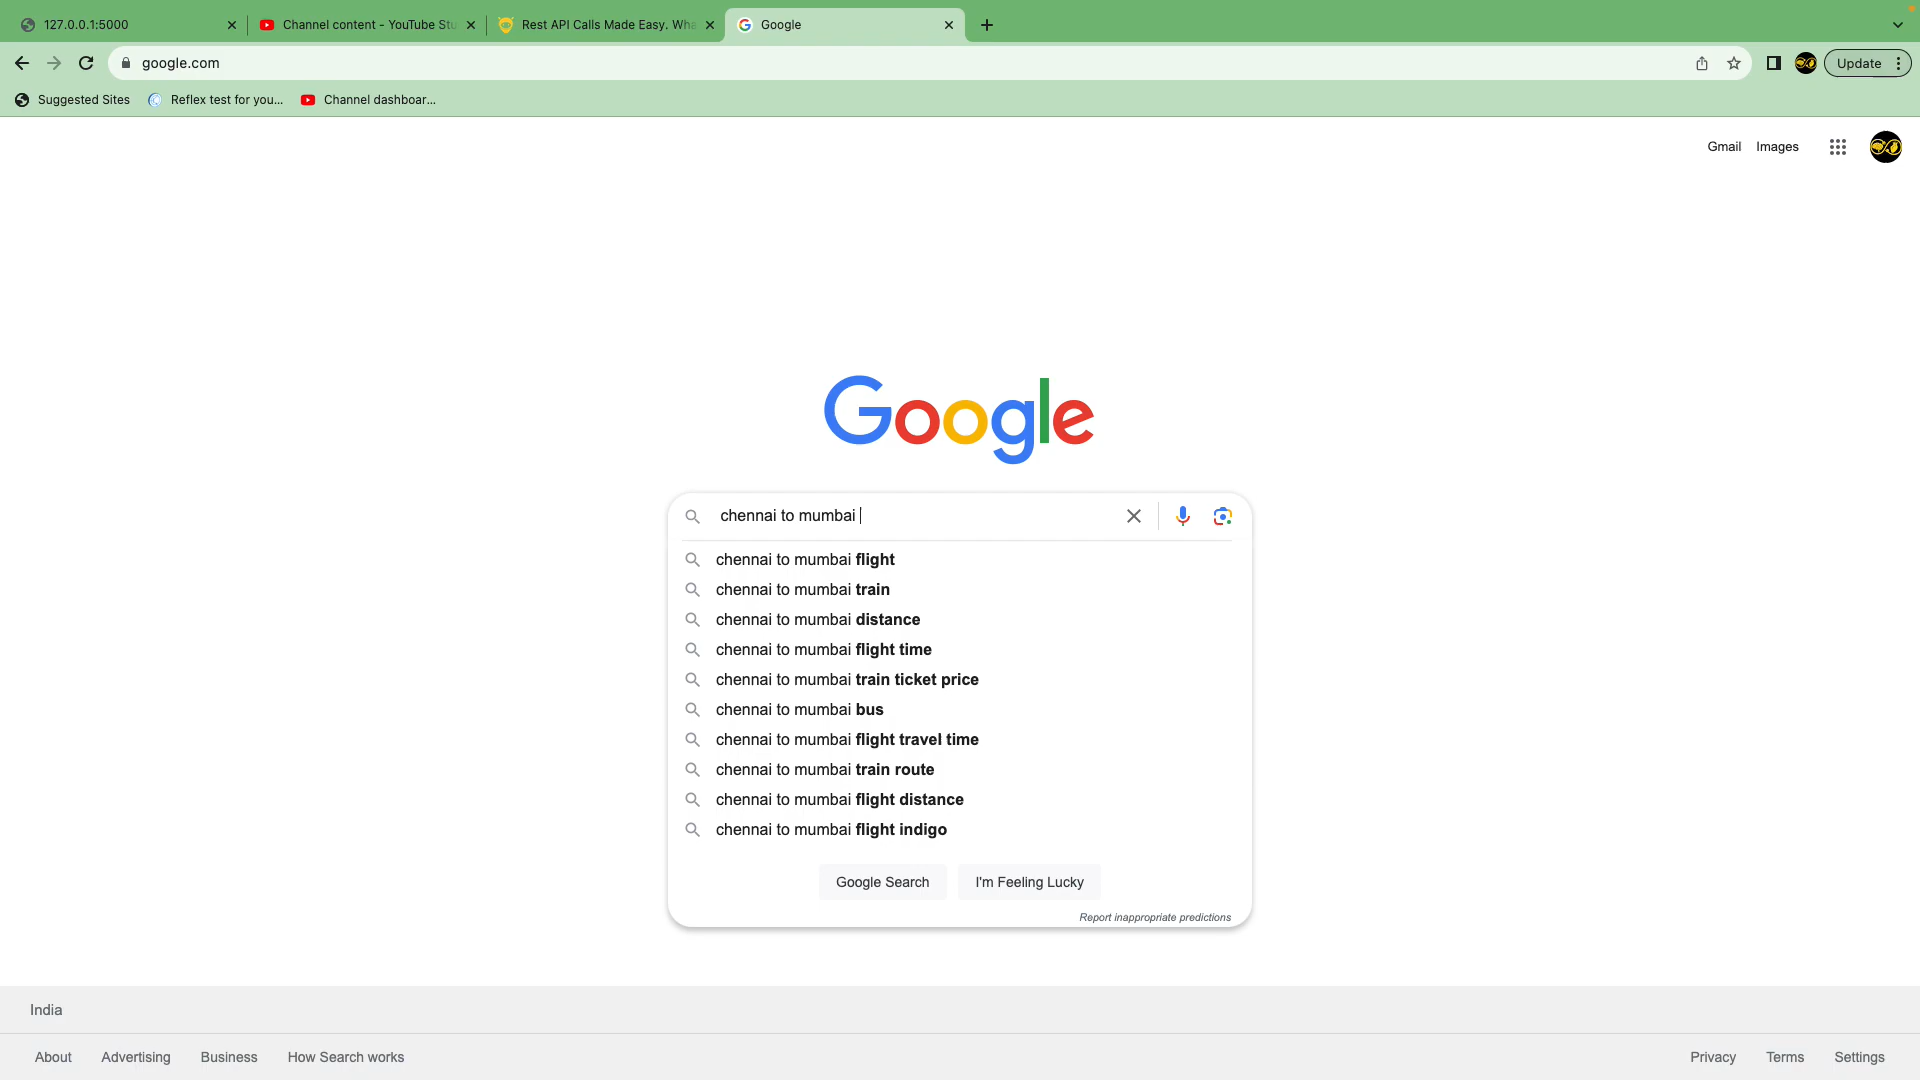 127.0.0.1:5000
Channel content - YouTube Stu
Rest API Calls Made Easy. Wha
Google
google.com
Update
Suggested Sites
Reflex test for you...
Channel dashboar...
Gmail
Images
Google
chennai to mumbai
chennai to mumbai flight
chennai to mumbai train
chennai to mumbai distance
chennai to mumbai flight time
chennai to mumbai train ticket price
chennai to mumbai bus
chennai to mumbai flight travel time
chennai to mumbai train route
chennai to mumbai flight distance
chennai to mumbai flight indigo
Google Search
I'm Feeling Lucky
Report inappropriate predictions
India
About
Advertising
Business
How Search works
Privacy
Terms
Settings